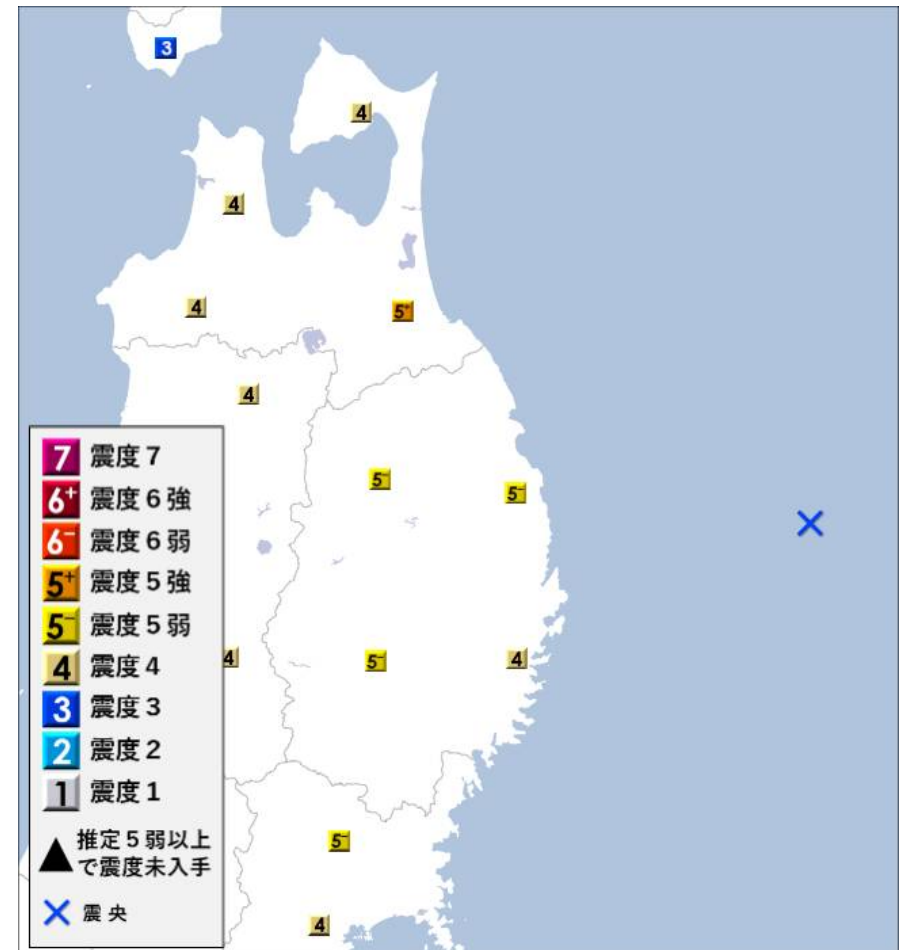 3
4
4
4
5+
4
5-
5-
4
5-
4
5-
4
7 震度7
6+ 震度6強
6- 震度6弱
5+ 震度5強
5- 震度5弱
4 震度4
3 震度3
2 震度2
1 震度1
推定5弱以上
で震度未入手
震央